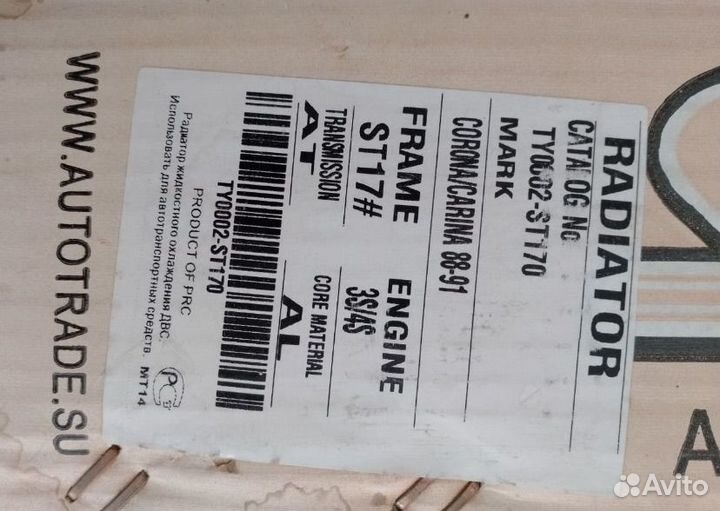 RADIATOR
CATALOG No
TY0002-ST170
MARK
CORONA/CARINA 88-91
FRAME ENGINE
ST17# 3S/4S
TRANSMISSION CORE MATERIAL
AT AL
TY0002-ST170
PRODUCT OF PRC
Радиатор жидкостного охлаждения ДВС.
Использовать для автотранспортных средств. МТ14
WWW.AUTOTRADE.SU
A
Avito